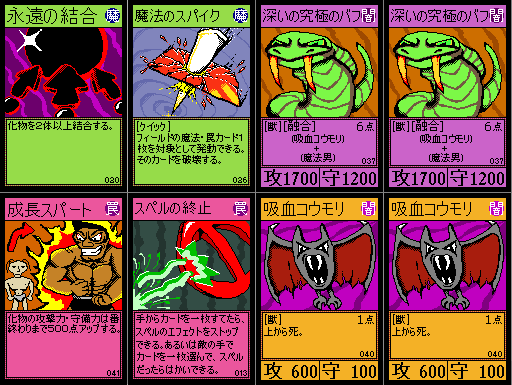 永遠の結合 魔
化物を2体以上結合する。
020
魔法のスパイク 魔
[クイック]
フィールドの魔法・罠カード1
枚を対象として発動できる。
そのカードを破壊する。
026
深いの究極のバフ 闇
[獣][融合] 6点
(吸血コウモリ)
+
(魔法男)
037
攻1700 守1200
深いの究極のバフ 闇
[獣][融合] 6点
(吸血コウモリ)
+
(魔法男)
037
攻1700 守1200
成長スパート 罠
化物の攻撃力・守備力は番
終わりまで500点アップする。
041
スペルの終止 罠
手からカードを一枚すてたら、
スペルのエフェクトをストップ
できる。あるいは敵の手で
カードを一枚選んで、スペル
だったらはかいできる。
013
吸血コウモリ 闇
[獣] 1点
上から死。
040
攻 600 守 100
吸血コウモリ 闇
[獣] 1点
上から死。
040
攻 600 守 100